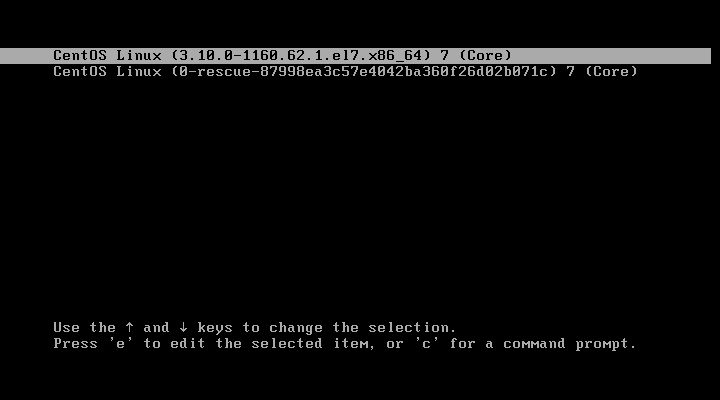 CentOS Linux (3.10.0-1160.62.1.el7.x86_64) 7 (Core)
CentOS Linux (0-rescue-87998ea3c57e4042ba360f26d02b071c) 7 (Core)
Use the ↑ and ↓ keys to change the selection.
Press 'e' to edit the selected item, or 'c' for a command prompt.